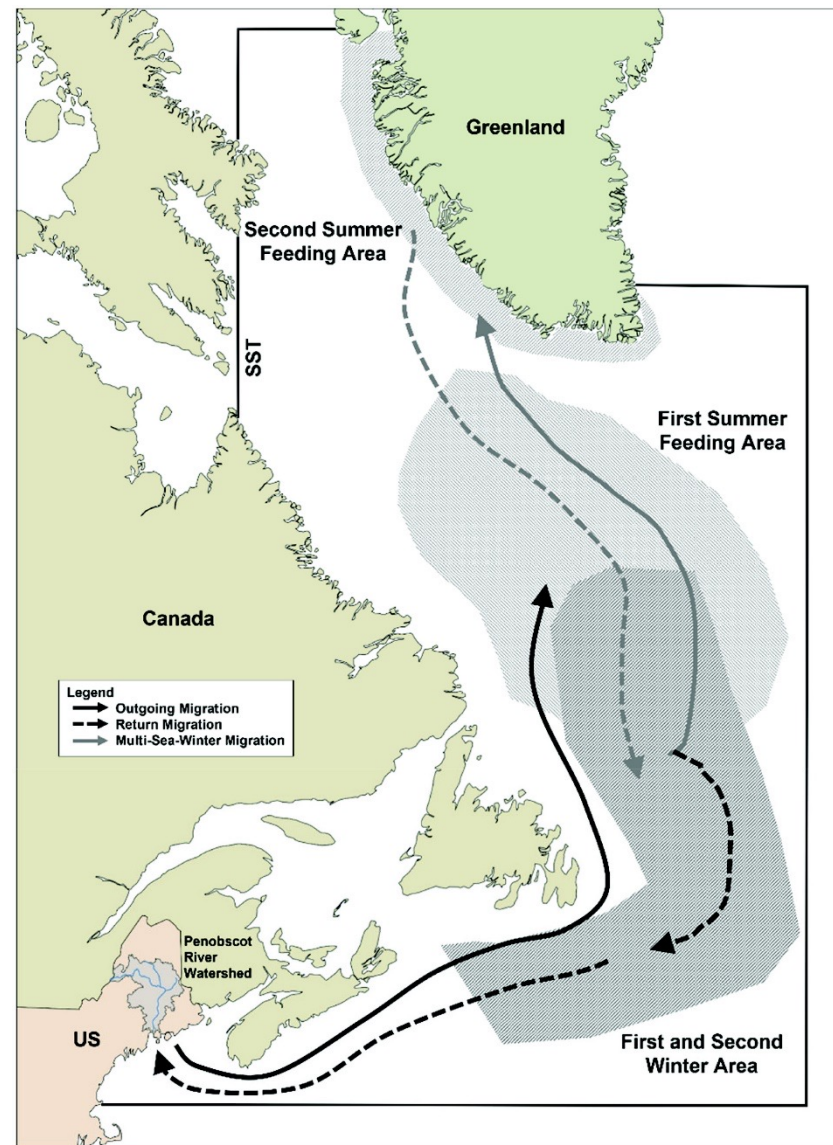 Greenland
Second Summer
Feeding Area
SST
First Summer
Feeding Area
Canada
Legend
Outgoing Migration
Return Migration
Multi-Sea-Winter Migration
Penobscot
River
Watershed
US
First and Second
Winter Area